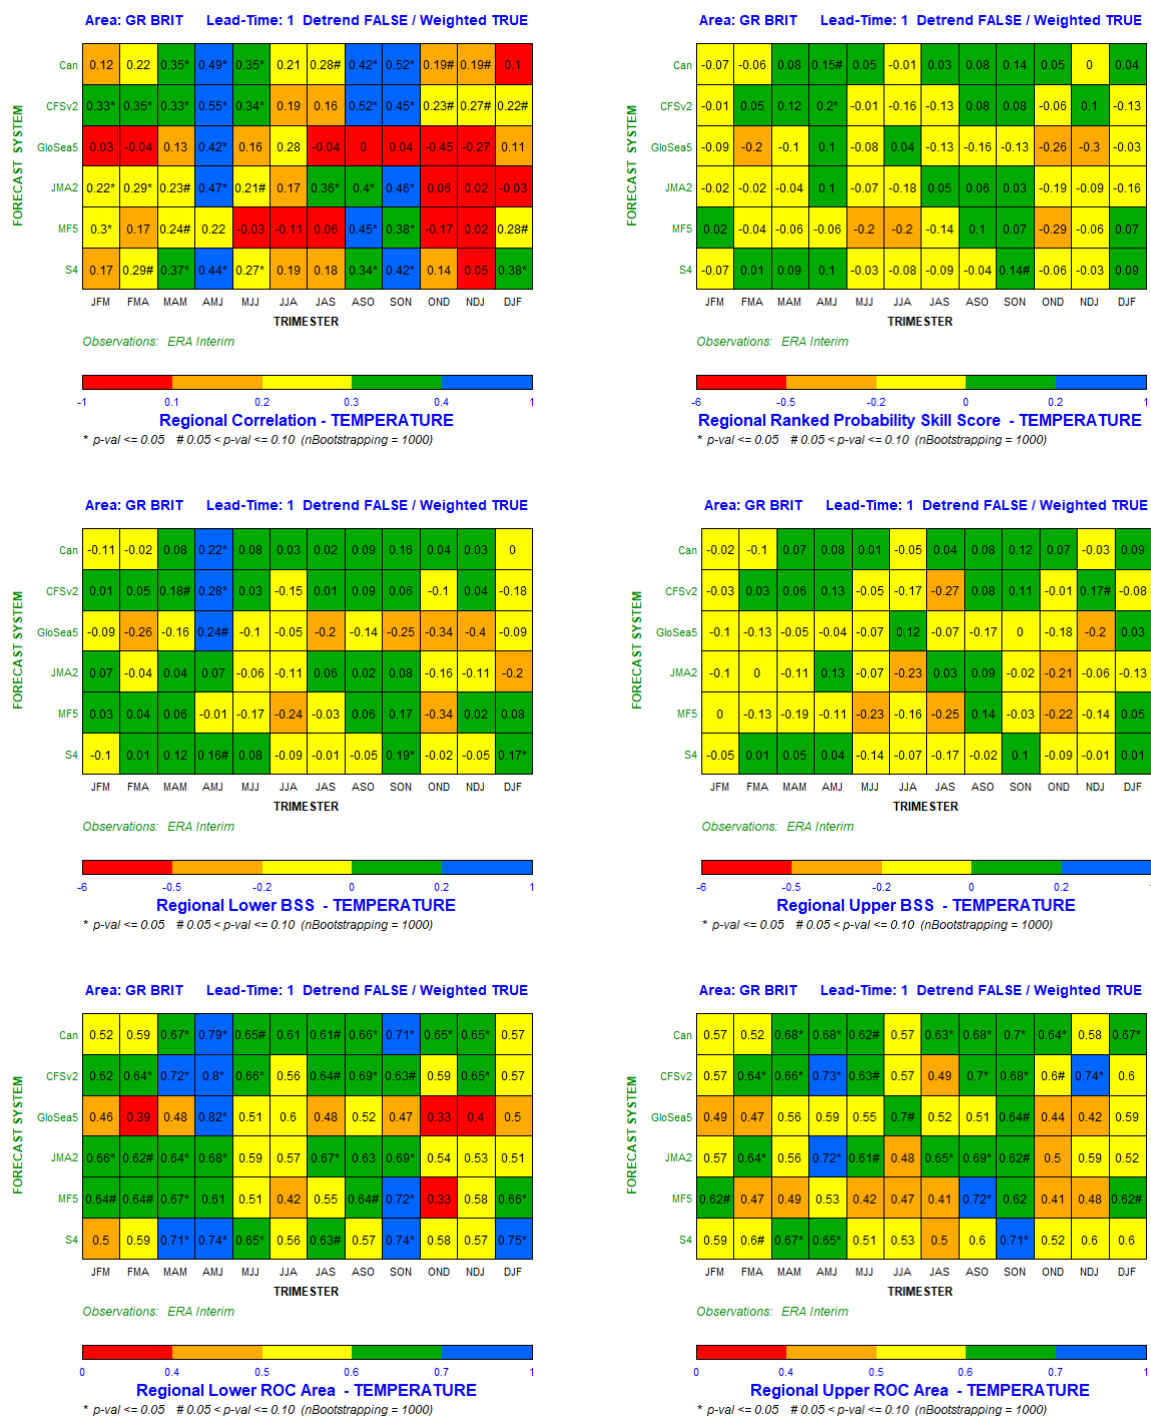 Area: GR BRIT Lead-Time: 1 Detrend FALSE / Weighted TRUE
FORECAST SYSTEM
Can 0.12 0.22 0.35* 0.49* 0.35* 0.21 0.28# 0.42* 0.52* 0.19# 0.19# 0.1
CFSv2 0.33* 0.35* 0.33* 0.55* 0.34* 0.19 0.16 0.52* 0.45* 0.23# 0.27# 0.22#
GloSea5 0.03 -0.04 0.13 0.42* 0.16 0.28 -0.04 0 0.04 -0.45 -0.27 0.11
JMA2 0.22* 0.29* 0.23# 0.47* 0.21# 0.17 0.36* 0.4* 0.46* 0.06 0.02 -0.03
MF5 0.3* 0.17 0.24# 0.22 -0.03 -0.11 0.06 0.45* 0.38* -0.17 0.02 0.28#
S4 0.17 0.29# 0.37* 0.44* 0.27* 0.19 0.18 0.34* 0.42* 0.14 0.05 0.38*
JFM FMA MAM AMJ MJJ JJA JAS ASO SON OND NDJ DJF
TRIMESTER
Observations: ERA Interim
-1 0.1 0.2 0.3 0.4 1
Regional Correlation - TEMPERATURE
* p-val <= 0.05 # 0.05 < p-val <= 0.10 (nBootstrapping = 1000)
Area: GR BRIT Lead-Time: 1 Detrend FALSE / Weighted TRUE
FORECAST SYSTEM
Can -0.07 -0.06 0.08 0.15# 0.05 -0.01 0.03 0.08 0.14 0.05 0 0.04
CFSv2 -0.01 0.05 0.12 0.2* -0.01 -0.16 -0.13 0.08 0.08 -0.06 0.1 -0.13
GloSea5 -0.09 -0.2 -0.1 0.1 -0.08 0.04 -0.13 -0.16 -0.13 -0.26 -0.3 -0.03
JMA2 -0.02 -0.02 -0.04 0.1 -0.07 -0.18 0.05 0.06 0.03 -0.19 -0.09 -0.16
MF5 0.02 -0.04 -0.06 -0.06 -0.2 -0.2 -0.14 0.1 0.07 -0.29 -0.06 0.07
S4 -0.07 0.01 0.09 0.1 -0.03 -0.08 -0.09 -0.04 0.14# -0.06 -0.03 0.09
JFM FMA MAM AMJ MJJ JJA JAS ASO SON OND NDJ DJF
TRIMESTER
Observations: ERA Interim
-6 -0.5 -0.2 0 0.2 1
Regional Ranked Probability Skill Score - TEMPERATURE
* p-val <= 0.05 # 0.05 < p-val <= 0.10 (nBootstrapping = 1000)
Area: GR BRIT Lead-Time: 1 Detrend FALSE / Weighted TRUE
FORECAST SYSTEM
Can -0.11 -0.02 0.08 0.22* 0.08 0.03 0.02 0.09 0.16 0.04 0.03 0
CFSv2 0.01 0.05 0.18# 0.28* 0.03 -0.15 0.01 0.09 0.06 -0.1 0.04 -0.18
GloSea5 -0.09 -0.26 -0.16 0.24# -0.1 -0.05 -0.2 -0.14 -0.25 -0.34 -0.4 -0.09
JMA2 0.07 -0.04 0.04 0.07 -0.06 -0.11 0.06 0.02 0.08 -0.16 -0.11 -0.2
MF5 0.03 0.04 0.06 -0.01 -0.17 -0.24 -0.03 0.06 0.17 -0.34 0.02 0.08
S4 -0.1 0.01 0.12 0.16# 0.08 -0.09 -0.01 -0.05 0.19* -0.02 -0.05 0.17*
JFM FMA MAM AMJ MJJ JJA JAS ASO SON OND NDJ DJF
TRIMESTER
Observations: ERA Interim
-6 -0.5 -0.2 0 0.2 1
Regional Lower BSS - TEMPERATURE
* p-val <= 0.05 # 0.05 < p-val <= 0.10 (nBootstrapping = 1000)
Area: GR BRIT Lead-Time: 1 Detrend FALSE / Weighted TRUE
FORECAST SYSTEM
Can -0.02 -0.1 0.07 0.08 0.01 -0.05 0.04 0.08 0.12 0.07 -0.03 0.09
CFSv2 -0.03 0.03 0.06 0.13 -0.05 -0.17 -0.27 0.08 0.11 -0.01 0.17# -0.08
GloSea5 -0.1 -0.13 -0.05 -0.04 -0.07 0.12 -0.07 -0.17 0 -0.18 -0.2 0.03
JMA2 -0.1 0 -0.11 0.13 -0.07 -0.23 0.03 0.09 -0.02 -0.21 -0.06 -0.13
MF5 0 -0.13 -0.19 -0.11 -0.23 -0.16 -0.25 0.14 -0.03 -0.22 -0.14 0.05
S4 -0.05 0.01 0.05 0.04 -0.14 -0.07 -0.17 -0.02 0.1 -0.09 -0.01 0.01
JFM FMA MAM AMJ MJJ JJA JAS ASO SON OND NDJ DJF
TRIMESTER
Observations: ERA Interim
-6 -0.5 -0.2 0 0.2 1
Regional Upper BSS - TEMPERATURE
* p-val <= 0.05 # 0.05 < p-val <= 0.10 (nBootstrapping = 1000)
Area: GR BRIT Lead-Time: 1 Detrend FALSE / Weighted TRUE
FORECAST SYSTEM
Can 0.52 0.59 0.67* 0.79* 0.65# 0.61 0.61# 0.66* 0.71* 0.65* 0.65* 0.57
CFSv2 0.62 0.64* 0.72* 0.8* 0.66* 0.56 0.64# 0.69* 0.63# 0.59 0.65* 0.57
GloSea5 0.46 0.39 0.48 0.82* 0.51 0.6 0.48 0.52 0.47 0.33 0.4 0.5
JMA2 0.66* 0.62# 0.64* 0.68* 0.59 0.57 0.67* 0.63 0.69* 0.54 0.53 0.51
MF5 0.64# 0.64# 0.67* 0.61 0.51 0.42 0.55 0.64# 0.72* 0.33 0.58 0.66*
S4 0.5 0.59 0.71* 0.74* 0.65* 0.56 0.63# 0.57 0.74* 0.58 0.57 0.75*
JFM FMA MAM AMJ MJJ JJA JAS ASO SON OND NDJ DJF
TRIMESTER
Observations: ERA Interim
0 0.4 0.5 0.6 0.7 1
Regional Lower ROC Area - TEMPERATURE
* p-val <= 0.05 # 0.05 < p-val <= 0.10 (nBootstrapping = 1000)
Area: GR BRIT Lead-Time: 1 Detrend FALSE / Weighted TRUE
FORECAST SYSTEM
Can 0.57 0.52 0.68* 0.68* 0.62# 0.57 0.63* 0.68* 0.7* 0.64* 0.58 0.67*
CFSv2 0.57 0.64* 0.66* 0.73* 0.63# 0.57 0.49 0.7* 0.68* 0.6# 0.74* 0.6
GloSea5 0.49 0.47 0.56 0.59 0.55 0.7# 0.52 0.51 0.64# 0.44 0.42 0.59
JMA2 0.57 0.64* 0.56 0.72* 0.61# 0.48 0.65* 0.69* 0.62# 0.5 0.59 0.52
MF5 0.62# 0.47 0.49 0.53 0.42 0.47 0.41 0.72* 0.62 0.41 0.48 0.62#
S4 0.59 0.6# 0.67* 0.65* 0.51 0.53 0.5 0.6 0.71* 0.52 0.6 0.6
JFM FMA MAM AMJ MJJ JJA JAS ASO SON OND NDJ DJF
TRIMESTER
Observations: ERA Interim
0 0.4 0.5 0.6 0.7 1
Regional Upper ROC Area - TEMPERATURE
* p-val <= 0.05 # 0.05 < p-val <= 0.10 (nBootstrapping = 1000)